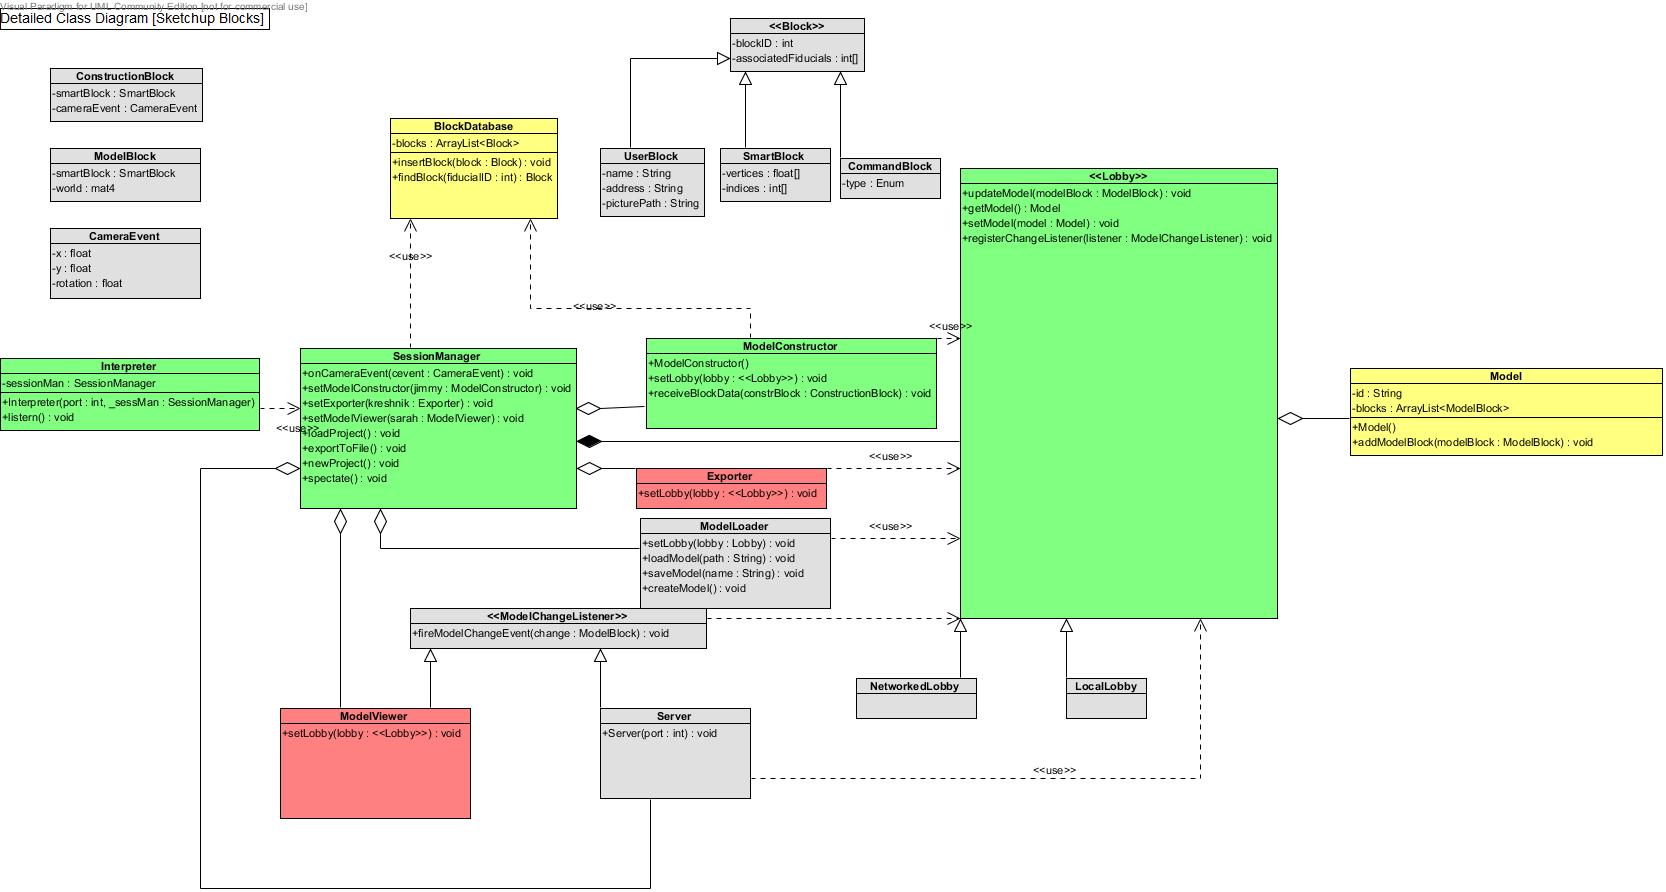 Visual Paradigm for UML Community Edition [not for commercial use]
Detailed Class Diagram [Sketchup Blocks]
<<Block>>
-blockID : int
-associatedFiducials : int[]
ConstructionBlock
-smartBlock : SmartBlock
-cameraEvent : CameraEvent
BlockDatabase
-blocks : ArrayList<Block>
+insertBlock(block : Block) : void
+findBlock(fiducialID : int) : Block
ModelBlock
-smartBlock : SmartBlock
-world : mat4
UserBlock
-name : String
-address : String
-picturePath : String
SmartBlock
-vertices : float[]
-indices : int[]
CommandBlock
-type : Enum
<<Lobby>>
+updateModel(modelBlock : ModelBlock) : void
+getModel() : Model
+setModel(model : Model) : void
+registerChangeListener(listener : ModelChangeListener) : void
CameraEvent
-x : float
-y : float
-rotation : float
<<use>>
<<use>>
<<use>>
Interpreter
-sessionMan : SessionManager
+Interpreter(port : int, _sessMan : SessionManager)
+listern() : void
<<use>>
SessionManager
+onCameraEvent(cevent : CameraEvent) : void
+setModelConstructor(jimmy : ModelConstructor) : void
+setExporter(kreshnik : Exporter) : void
+setModelViewer(sarah : ModelViewer) : void
+loadProject() : void
+exportToFile() : void
+newProject() : void
+spectate() : void
ModelConstructor
+ModelConstructor()
+setLobby(lobby : <<Lobby>>) : void
+receiveBlockData(constrBlock : ConstructionBlock) : void
Model
-id : String
-blocks : ArrayList<ModelBlock>
+Model()
+addModelBlock(modelBlock : ModelBlock) : void
<<use>>
Exporter
+setLobby(lobby : <<Lobby>>) : void
<<use>>
ModelLoader
+setLobby(lobby : Lobby) : void
+loadModel(path : String) : void
+saveModel(name : String) : void
+createModel() : void
<<ModelChangeListener>>
+fireModelChangeEvent(change : ModelBlock) : void
NetworkedLobby
LocalLobby
ModelViewer
+setLobby(lobby : <<Lobby>>) : void
Server
+Server(port : int) : void
<<use>>